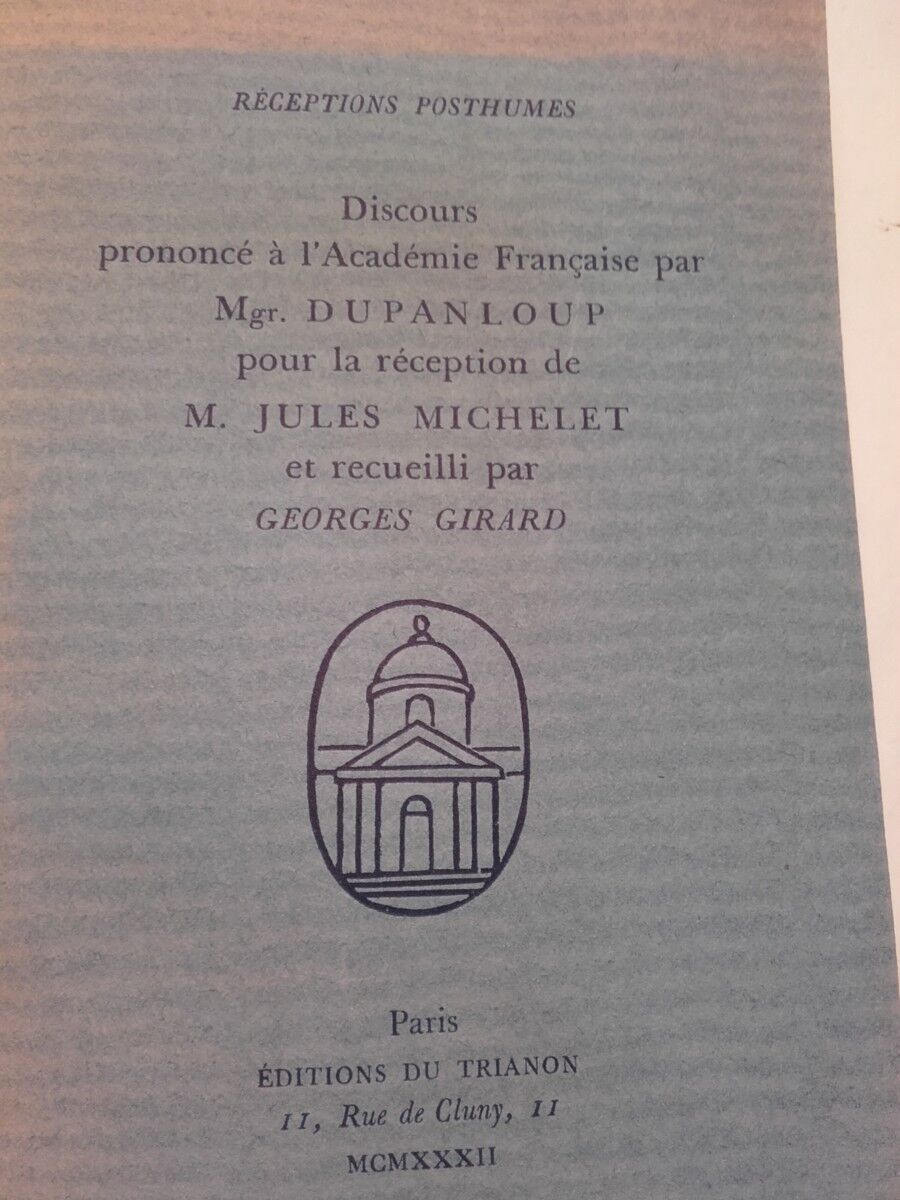 RÉCEPTIONS POSTHUMES
Discours
prononcé à l'Académie Française par
Mgr. DUPANLOUP
pour la réception de
M. JULES MICHELET
et recueilli par
GEORGES GIRARD
Paris
ÉDITIONS DU TRIANON
11, Rue de Cluny, 11
MCMXXXII